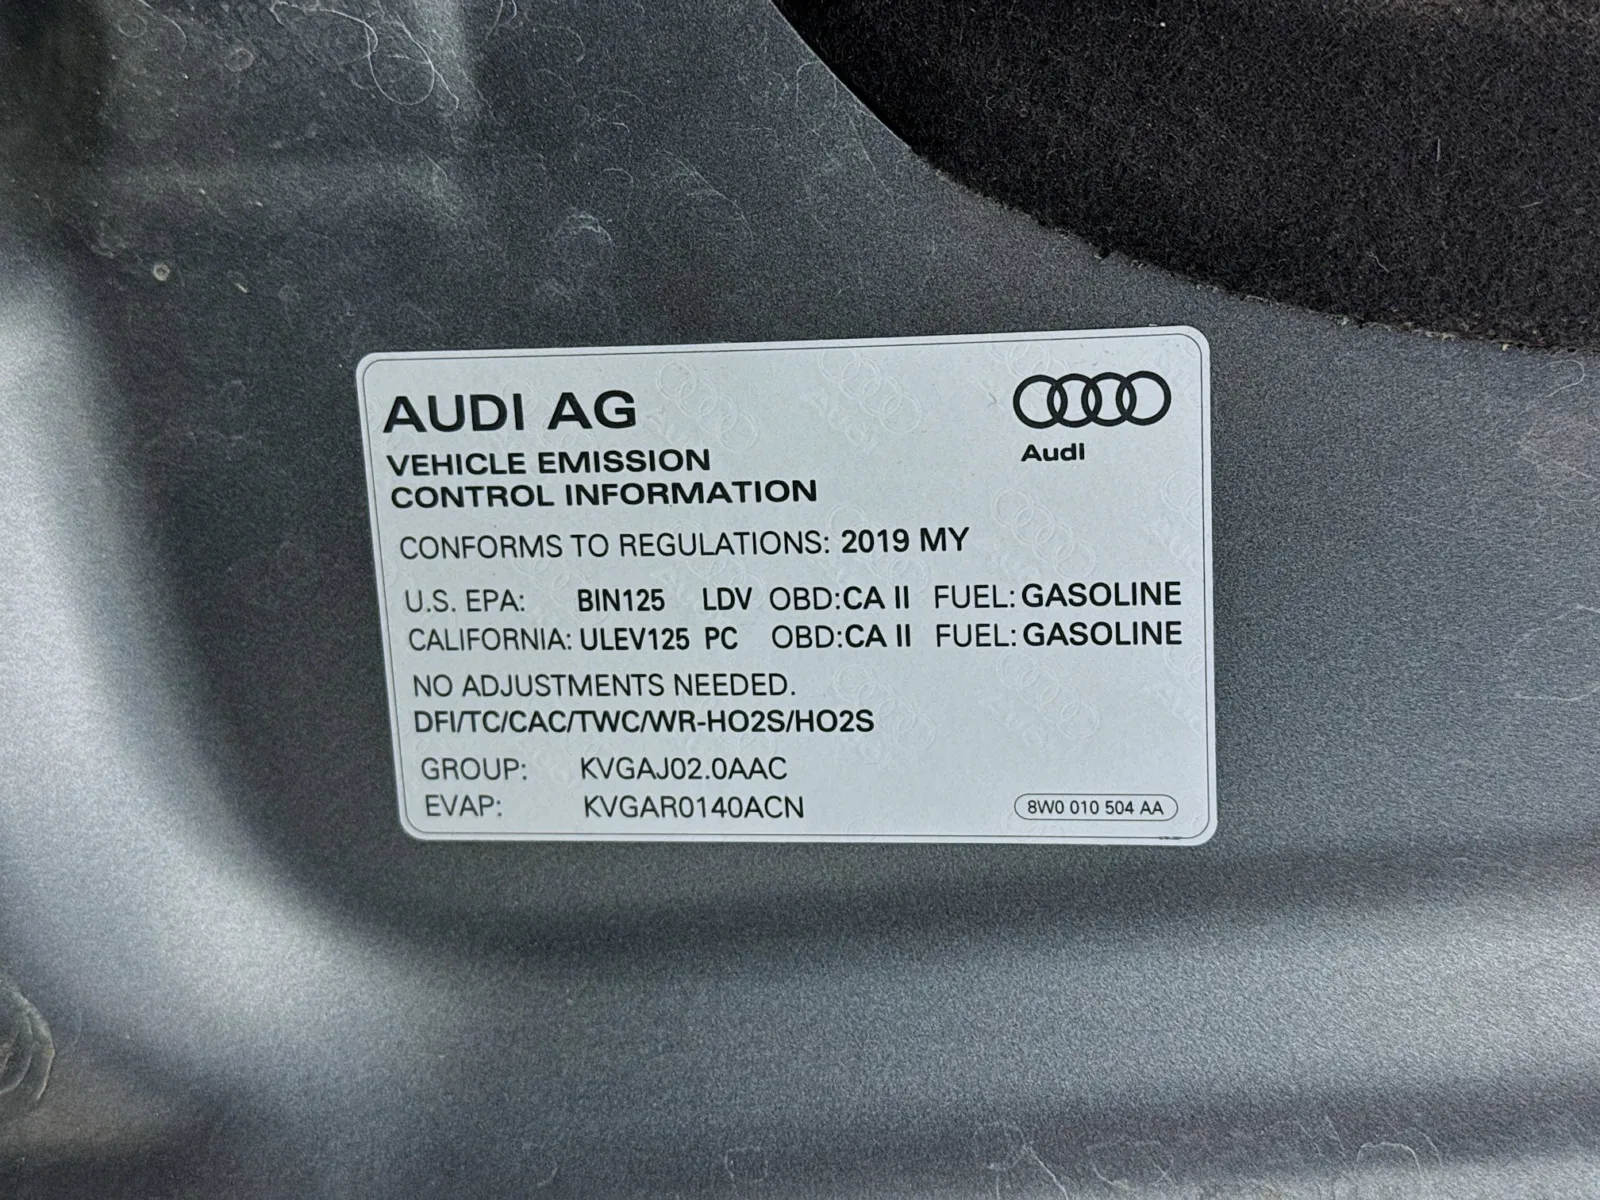 AUDI AG
Audi
VEHICLE EMISSION
CONTROL INFORMATION
CONFORMS TO REGULATIONS: 2019 MY
U.S. EPA: BIN125 LDV OBD:CA II FUEL:GASOLINE
CALIFORNIA: ULEV125 PC OBD:CA II FUEL:GASOLINE
NO ADJUSTMENTS NEEDED.
DFI/TC/CAC/TWC/WR-HO2S/HO2S
GROUP: KVGAJ02.0AAC
EVAP: KVGAR0140ACN
8W0 010 504 AA